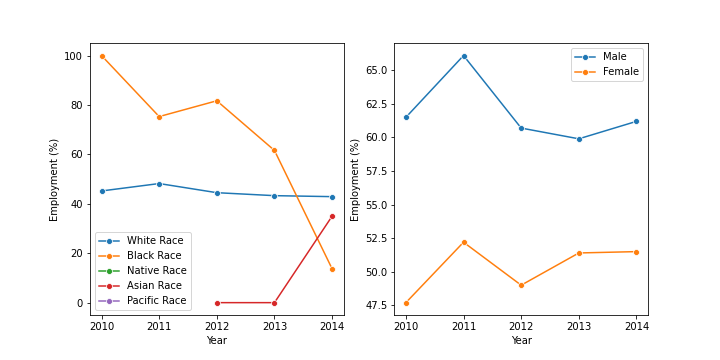 Employment (%)
100
80
60
40
20
0
White Race
Black Race
Native Race
Asian Race
Pacific Race
2010 2011 2012 2013 2014
Year
Employment (%)
65.0
62.5
60.0
57.5
55.0
52.5
50.0
47.5
Male
Female
2010 2011 2012 2013 2014
Year